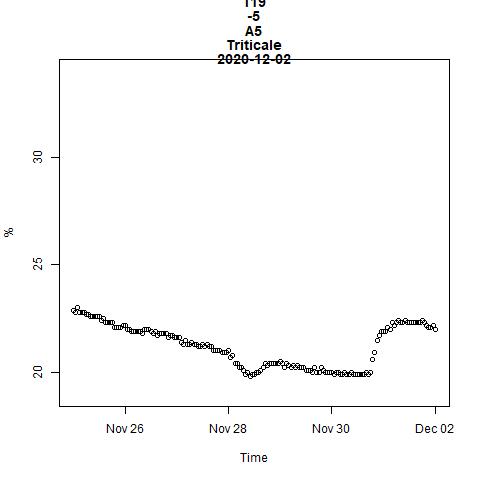 T19
-5
A5
Triticale
2020-12-02
%
30
25
20
Nov 26
Nov 28
Nov 30
Dec 02
Time